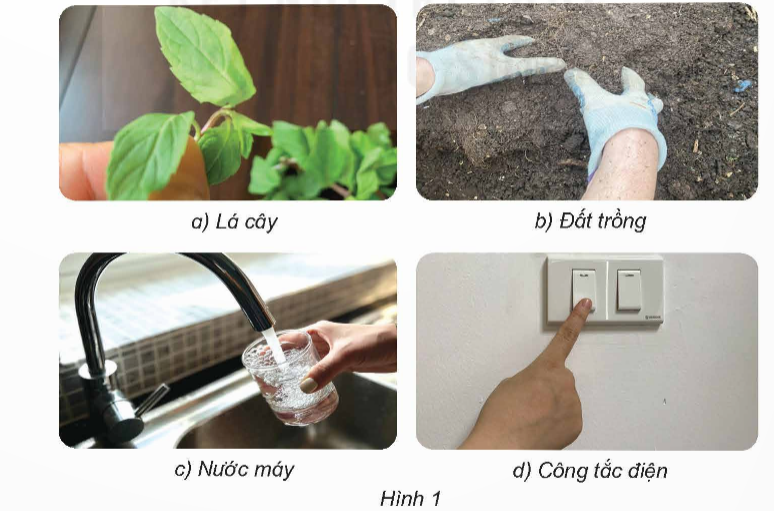 a) Lá cây
b) Đất trồng
c) Nước máy
d) Công tắc điện
Hình 1